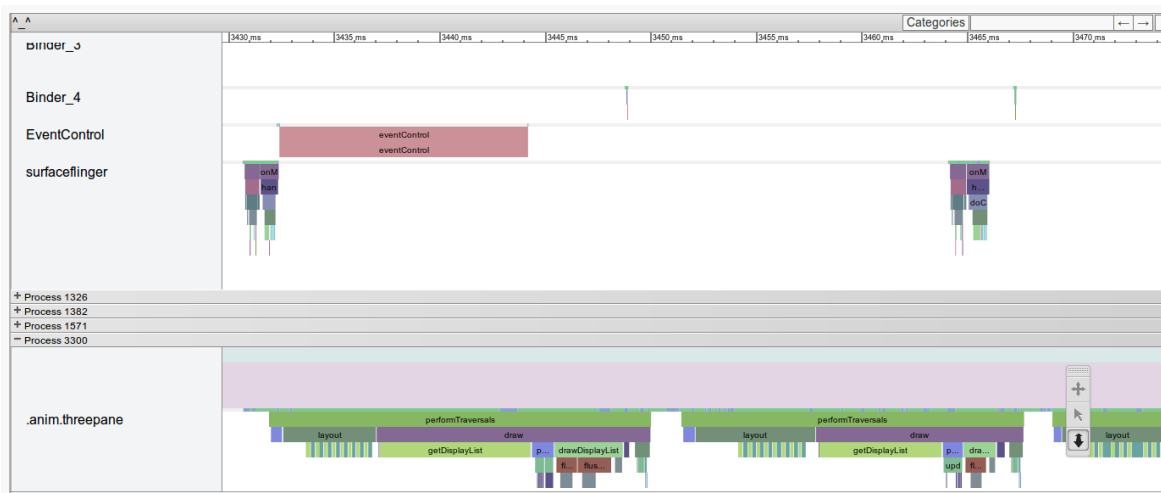 ^_^
Categories ← →
3430 ms 3435 ms 3440 ms 3445 ms 3450 ms 3455 ms 3460 ms 3465 ms 3470 ms
Binder_3
Binder_4
EventControl
eventControl
eventControl
surfaceflinger
onM onM
han h...
doC
+ Process 1326
+ Process 1382
+ Process 1571
− Process 3300
.anim.threepane
performTraversals performTraversals
layout draw layout draw layout
getDisplayList p... drawDisplayList getDisplayList p... dra...
fl... flus... upd fl...